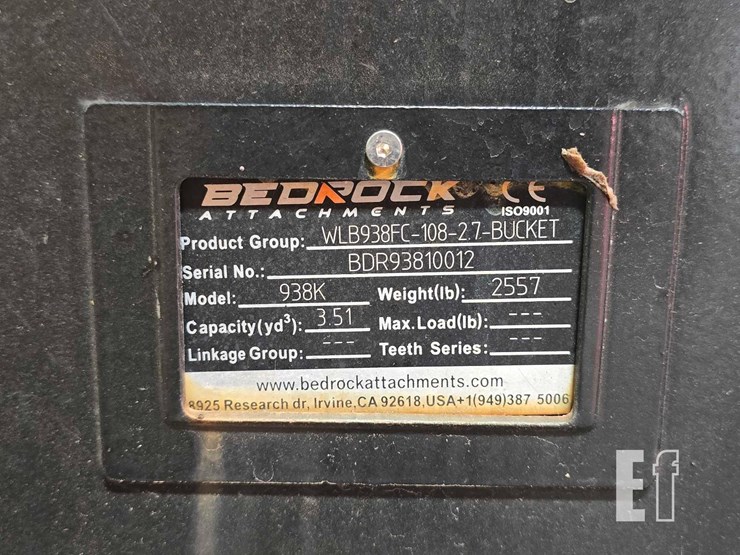 BEDROCK CE
ATTACHMENTS ISO9001
Product Group: WLB938FC-108-2.7-BUCKET
Serial No.: BDR93810012
Model: 938K Weight(lb): 2557
Capacity(yd³): 3.51 Max.Load(lb): ---
Linkage Group: --- Teeth Series: ---
www.bedrockattachments.com
8925 Research dr, Irvine,CA 92618,USA+1(949)387 5006
Ef